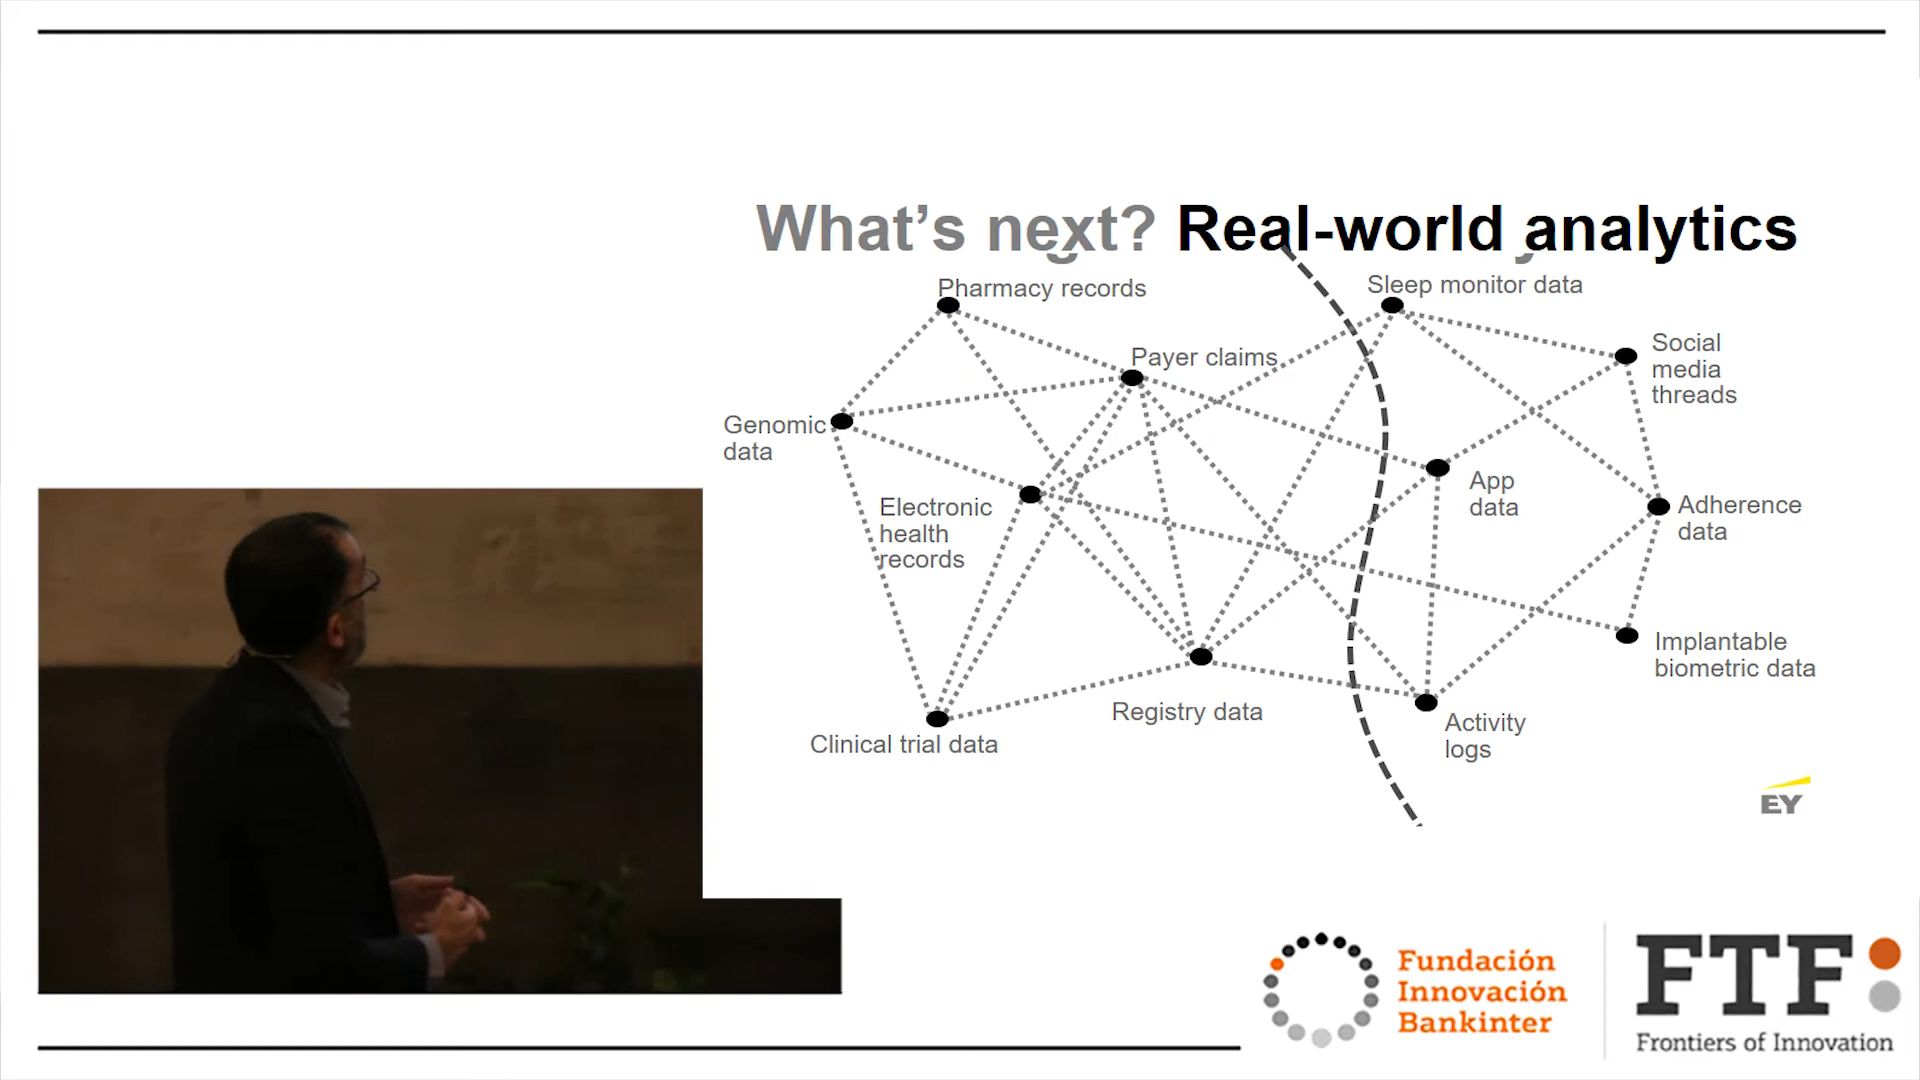 What's next? Real-world analytics
Pharmacy records
Sleep monitor data
Social
media
threads
Payer claims
Genomic
data
Electronic
health
records
App
data
Adherence
data
Implantable
biometric data
Registry data
Activity
logs
Clinical trial data
EY
Fundación
Innovación
Bankinter
FTF:
Frontiers of Innovation